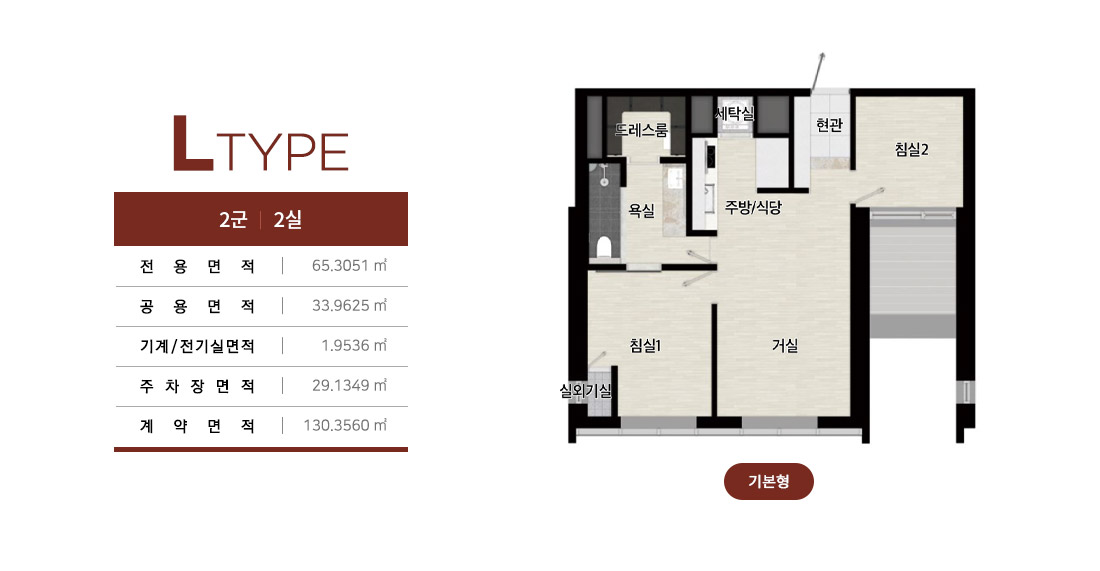 L TYPE
2군 | 2실
전용면적 | 65.3051 ㎡
공용면적 | 33.9625 ㎡
기계/전기실면적 | 1.9536 ㎡
주차장면적 | 29.1349 ㎡
계약면적 | 130.3560 ㎡
세탁실
드레스룸
현관
침실2
욕실
주방/식당
침실1
거실
실외기실
기본형